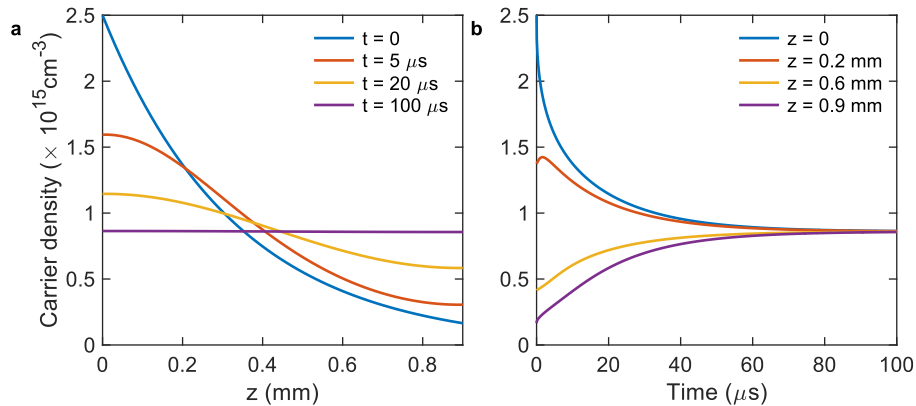 a
Carrier density (× 10^15 cm^-3)
2.5
2
1.5
1
0.5
0
0
0.2
0.4
0.6
0.8
z (mm)
t = 0
t = 5 μs
t = 20 μs
t = 100 μs
b
2.5
2
1.5
1
0.5
0
0
20
40
60
80
100
Time (μs)
z = 0
z = 0.2 mm
z = 0.6 mm
z = 0.9 mm